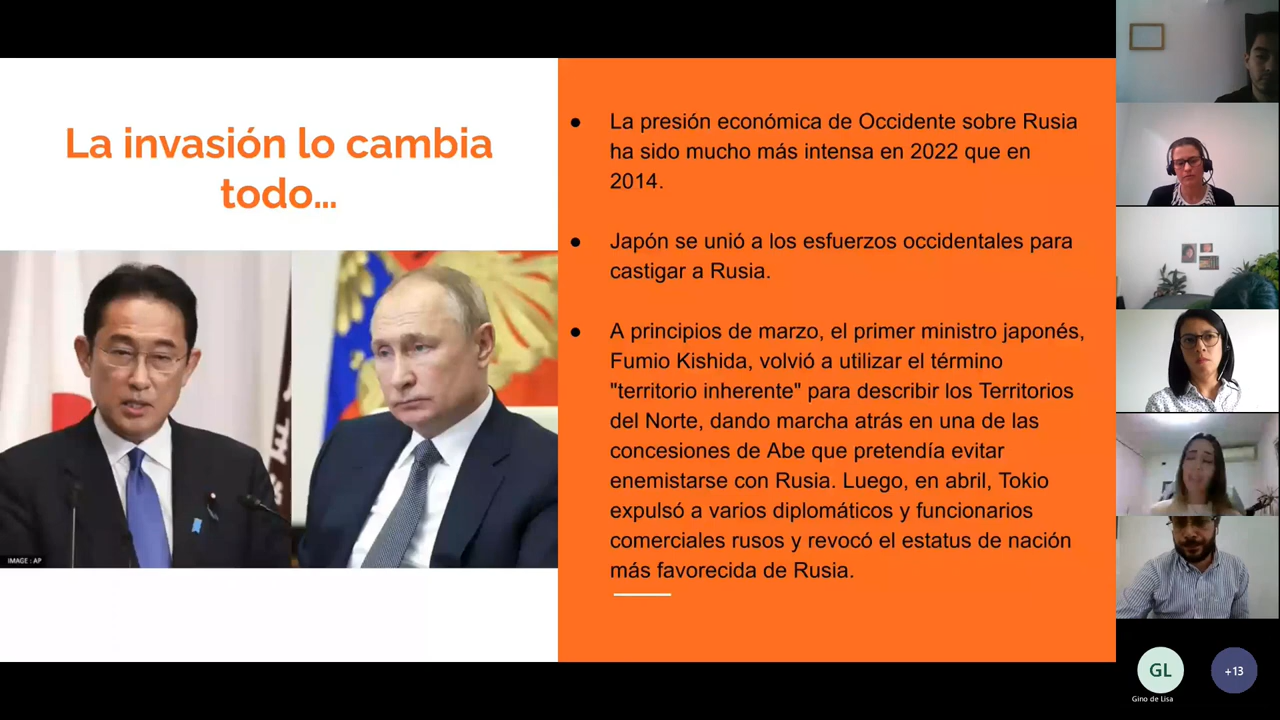 La invasión lo cambia
todo...
IMAGE : AP
● La presión económica de Occidente sobre Rusia
ha sido mucho más intensa en 2022 que en
2014.
● Japón se unió a los esfuerzos occidentales para
castigar a Rusia.
● A principios de marzo, el primer ministro japonés,
Fumio Kishida, volvió a utilizar el término
"territorio inherente" para describir los Territorios
del Norte, dando marcha atrás en una de las
concesiones de Abe que pretendía evitar
enemistarse con Rusia. Luego, en abril, Tokio
expulsó a varios diplomáticos y funcionarios
comerciales rusos y revocó el estatus de nación
más favorecida de Rusia.
GL
Gino de Lisa
+13